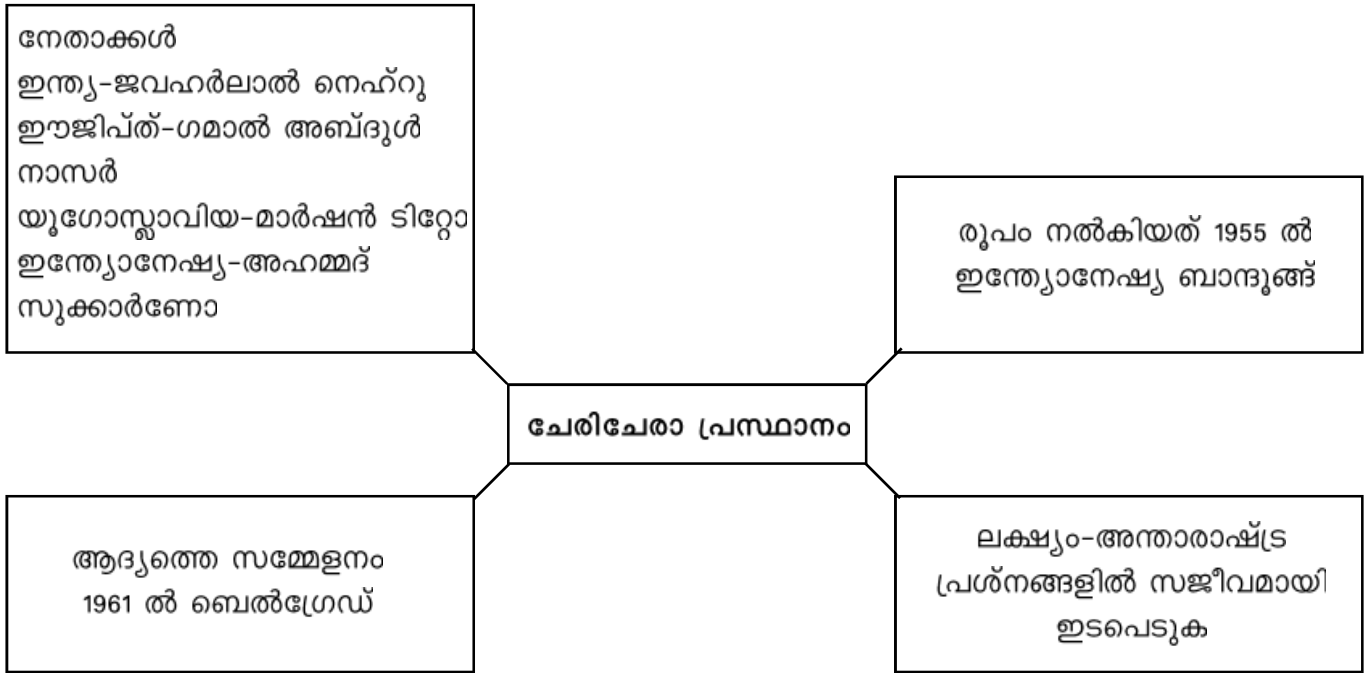 നേതാക്കൾ
ഇന്ത്യ-ജവഹർലാൽ നെഹ്റു
ഈജിപ്ത്-ഗമാൽ അബ്ദുൾ
നാസർ
യൂഗോസ്ലാവിയ-മാർഷൻ ടിറ്റോ
ഇന്ത്യോനേഷ്യ-അഹമ്മദ്
സുക്കാർണോ
രൂപം നൽകിയത് 1955 ൽ
ഇന്ത്യോനേഷ്യ ബാന്ദൂങ്ങ്
ചേരിചേരാ പ്രസ്ഥാനം
ആദ്യത്തെ സമ്മേളനം
1961 ൽ ബെൽഗ്രേഡ്
ലക്ഷ്യം-അന്താരാഷ്ട്ര
പ്രശ്നങ്ങളിൽ സജീവമായി
ഇടപെടുക